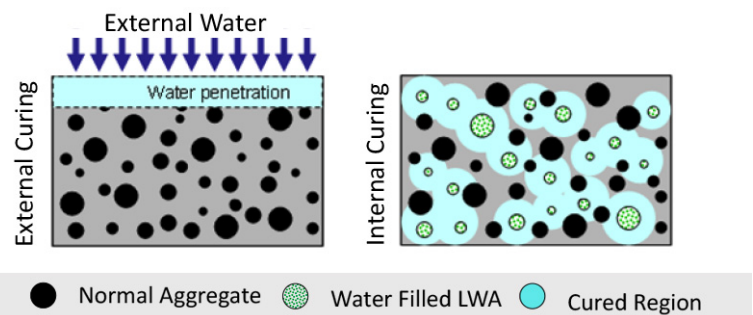 External Water
External Curing
Water penetration
Internal Curing
Normal Aggregate
Water Filled LWA
Cured Region